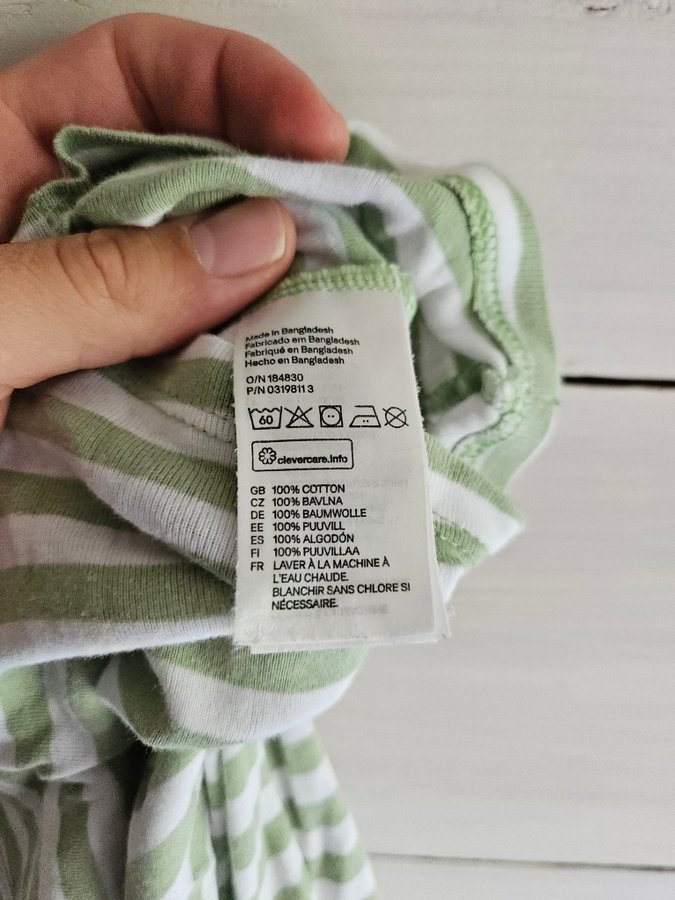 Made in Bangladesh
Fabricado em Bangladesh
Fabriqué en Bangladesh
Hecho en Bangladesh
O/N 184830
P/N 0319811 3
60
clevercare.info
GB 100% COTTON
CZ 100% BAVLNA
DE 100% BAUMWOLLE
EE 100% PUUVILL
ES 100% ALGODÓN
FI 100% PUUVILLAA
FR LAVER À LA MACHINE À
L'EAU CHAUDE.
BLANCHIR SANS CHLORE SI
NÉCESSAIRE.